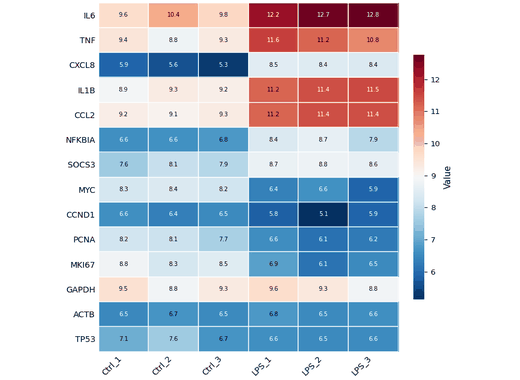 IL6 9.6 10.4 9.8 12.2 12.7 12.8
TNF 9.4 8.8 9.3 11.6 11.2 10.8
CXCL8 5.9 5.6 5.3 8.5 8.4 8.4
IL1B 8.9 9.3 9.2 11.2 11.4 11.5
CCL2 9.2 9.1 9.3 11.2 11.4 11.4
NFKBIA 6.6 6.6 6.8 8.4 8.7 7.9
SOCS3 7.6 8.1 7.9 8.7 8.8 8.6
MYC 8.3 8.4 8.2 6.4 6.6 5.9
CCND1 6.6 6.4 6.5 5.8 5.1 5.9
PCNA 8.2 8.1 7.7 6.6 6.1 6.2
MKI67 8.8 8.3 8.5 6.9 6.1 6.5
GAPDH 9.5 8.8 9.3 9.6 9.3 8.8
ACTB 6.5 6.7 6.5 6.8 6.5 6.6
TP53 7.1 7.6 6.7 6.6 6.6 6.6
Ctrl_1 Ctrl_2 Ctrl_3 LPS_1 LPS_2 LPS_3
12
11
10
9
8
7
6
Value